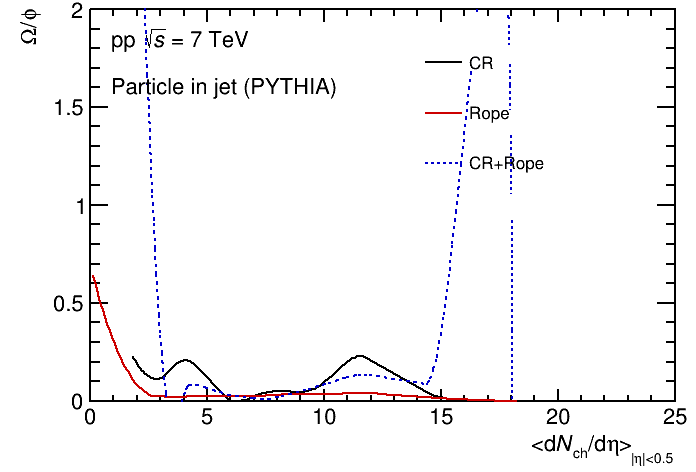 Ω/ϕ
2
1.5
1
0.5
0
pp √s = 7 TeV
Particle in jet (PYTHIA)
CR
Rope
CR+Rope
0 5 10 15 20 25
<dN_ch/dη>_|η|<0.5